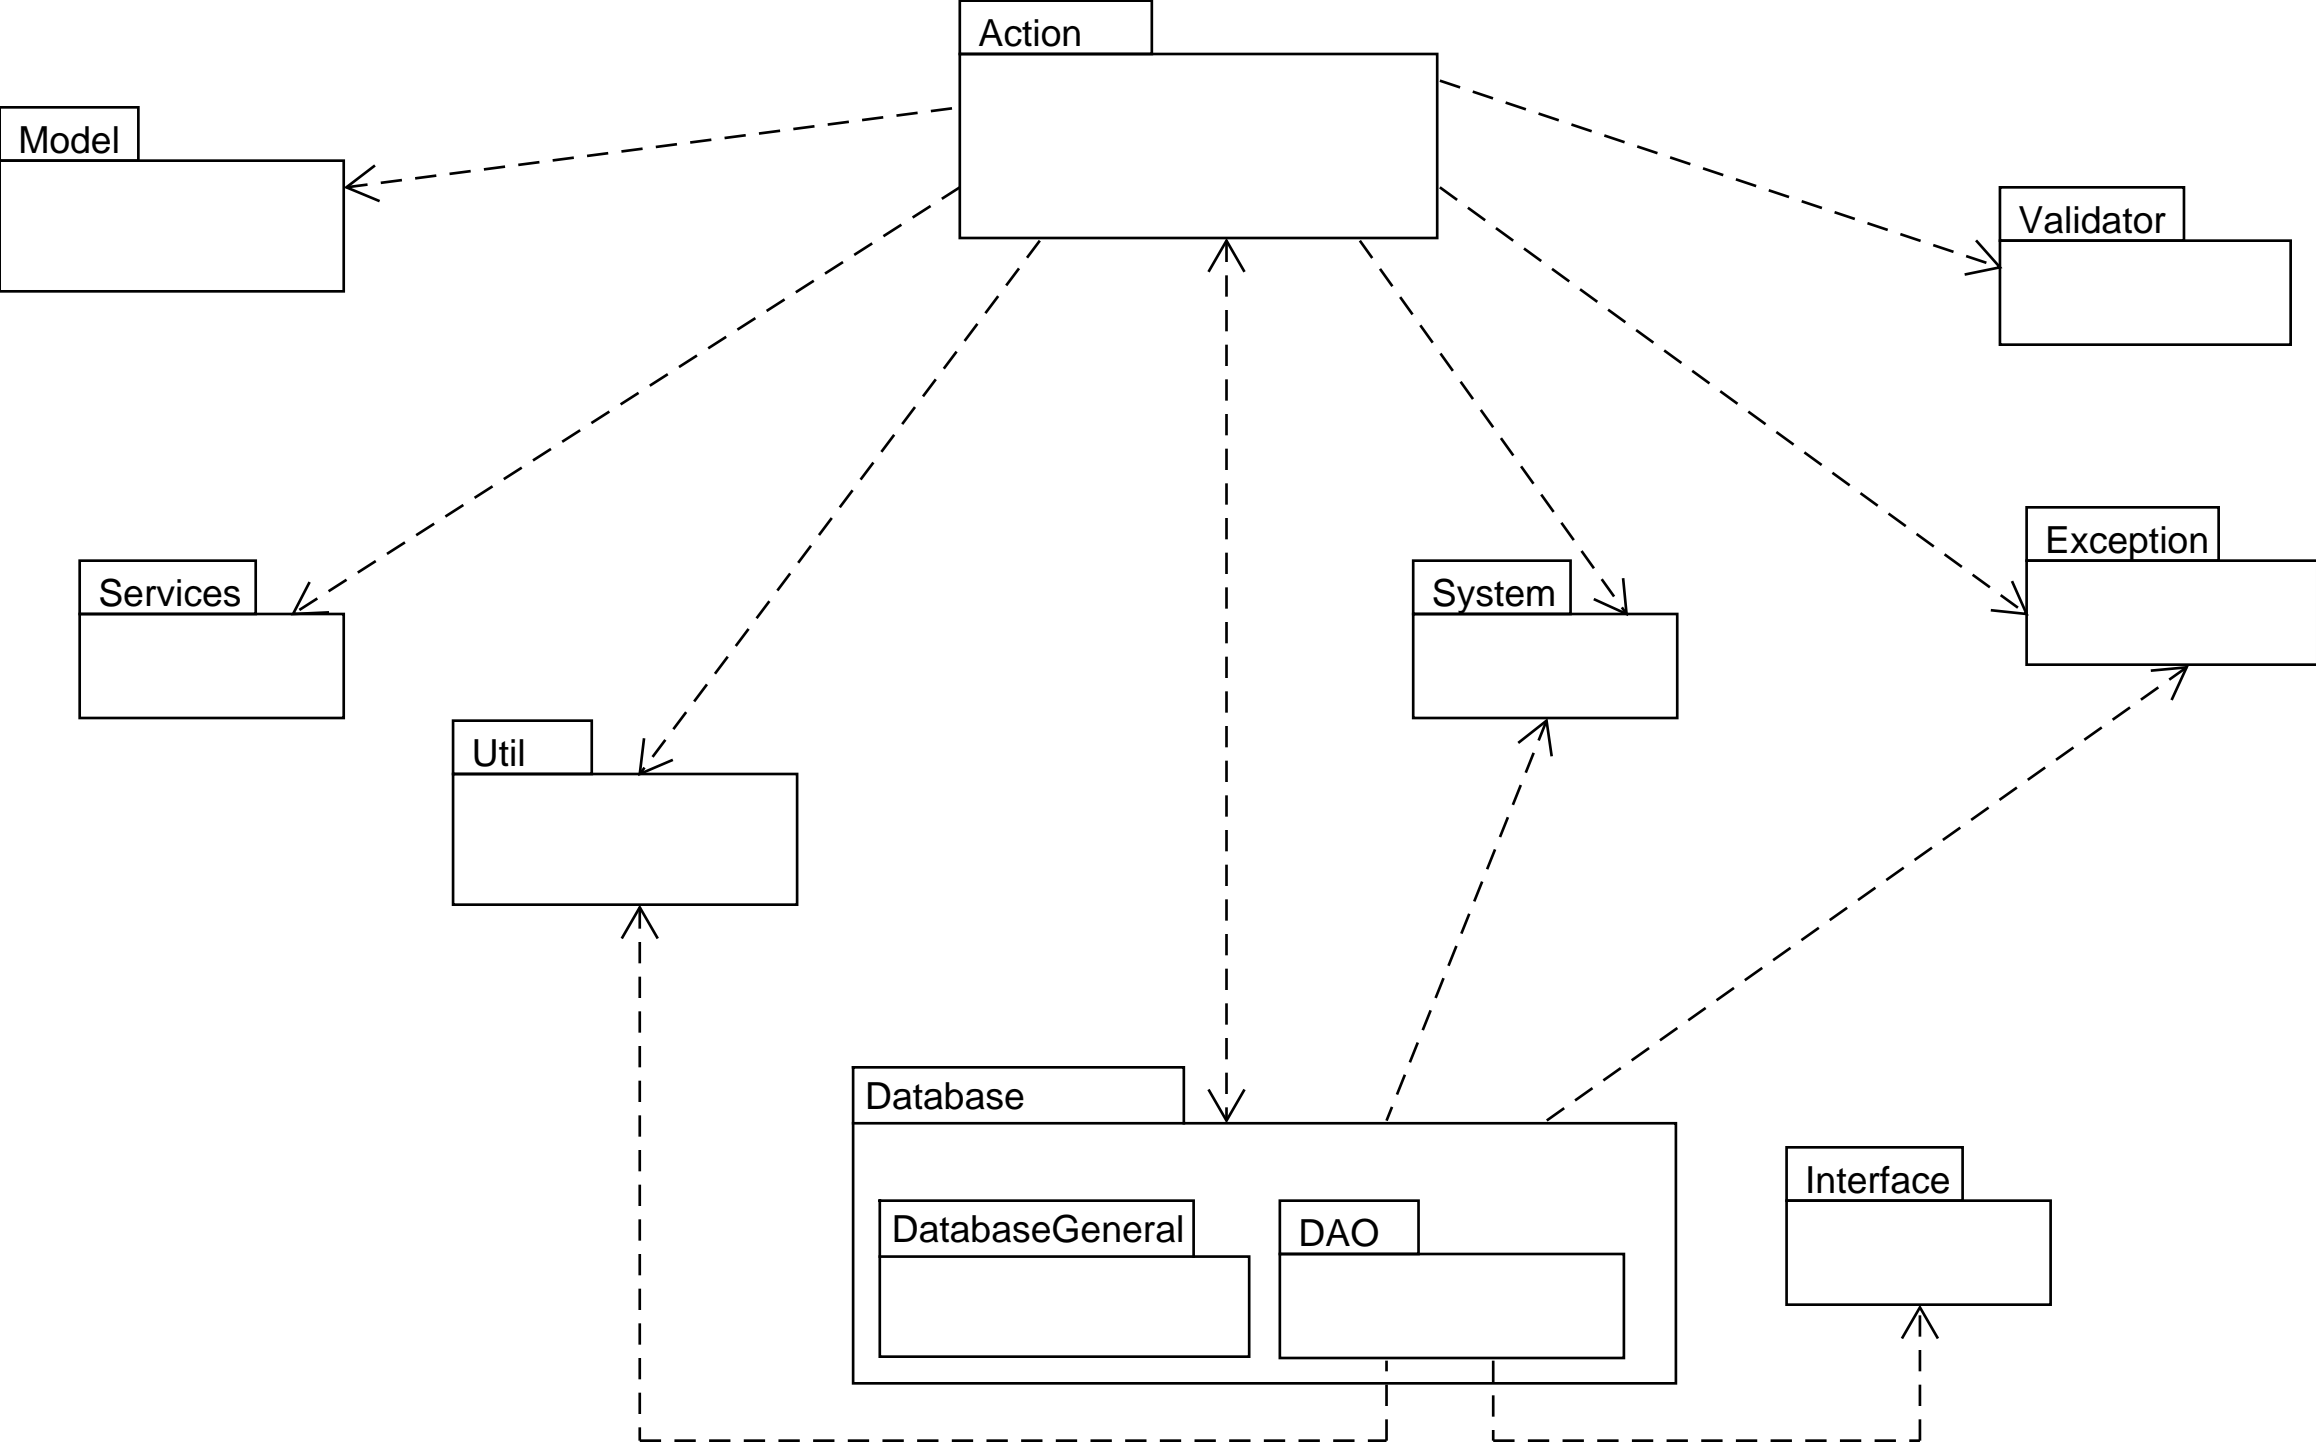 Action
Model
Validator
Exception
Services
System
Util
Database
Interface
DatabaseGeneral
DAO